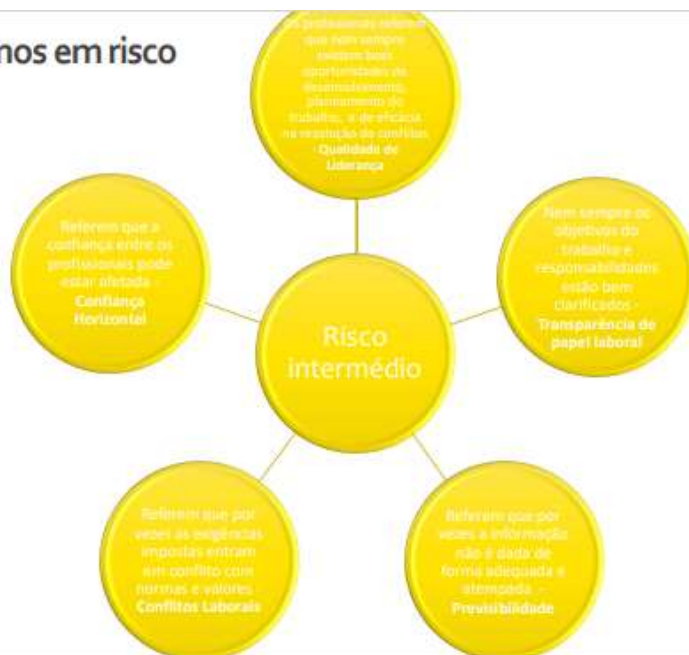 nos em risco
Os profissionais referem
que nem sempre
existem boas
oportunidades de
desenvolvimento,
planeamento do
trabalho, e de eficácia
na resolução de conflitos
- Qualidade de
Liderança
Referem que a
confiança entre os
profissionais pode
estar afetada -
Confiança
Horizontal
Nem sempre os
objetivos do
trabalho e
responsabilidades
estão bem
clarificados -
Transparência de
papel laboral
Risco
intermédio
Referem que por
vezes as exigências
impostas entram
em conflito com
normas e valores
Conflitos Laborais
Referem que por
vezes a informação
não é dada de
forma adequada e
atempada -
Previsibilidade